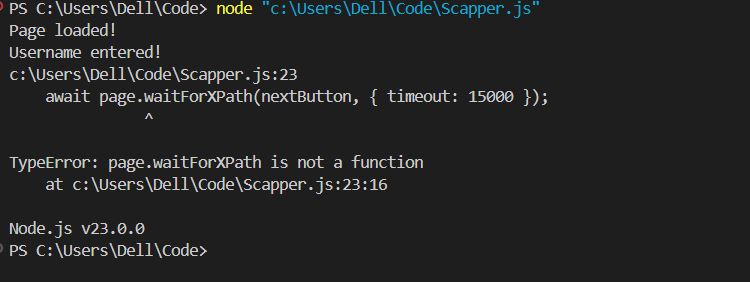 PS C:\Users\Dell\Code> node "c:\Users\Dell\Code\Scapper.js"
Page loaded!
Username entered!
c:\Users\Dell\Code\Scapper.js:23
    await page.waitForXPath(nextButton, { timeout: 15000 });
               ^
TypeError: page.waitForXPath is not a function
    at c:\Users\Dell\Code\Scapper.js:23:16
Node.js v23.0.0
PS C:\Users\Dell\Code>